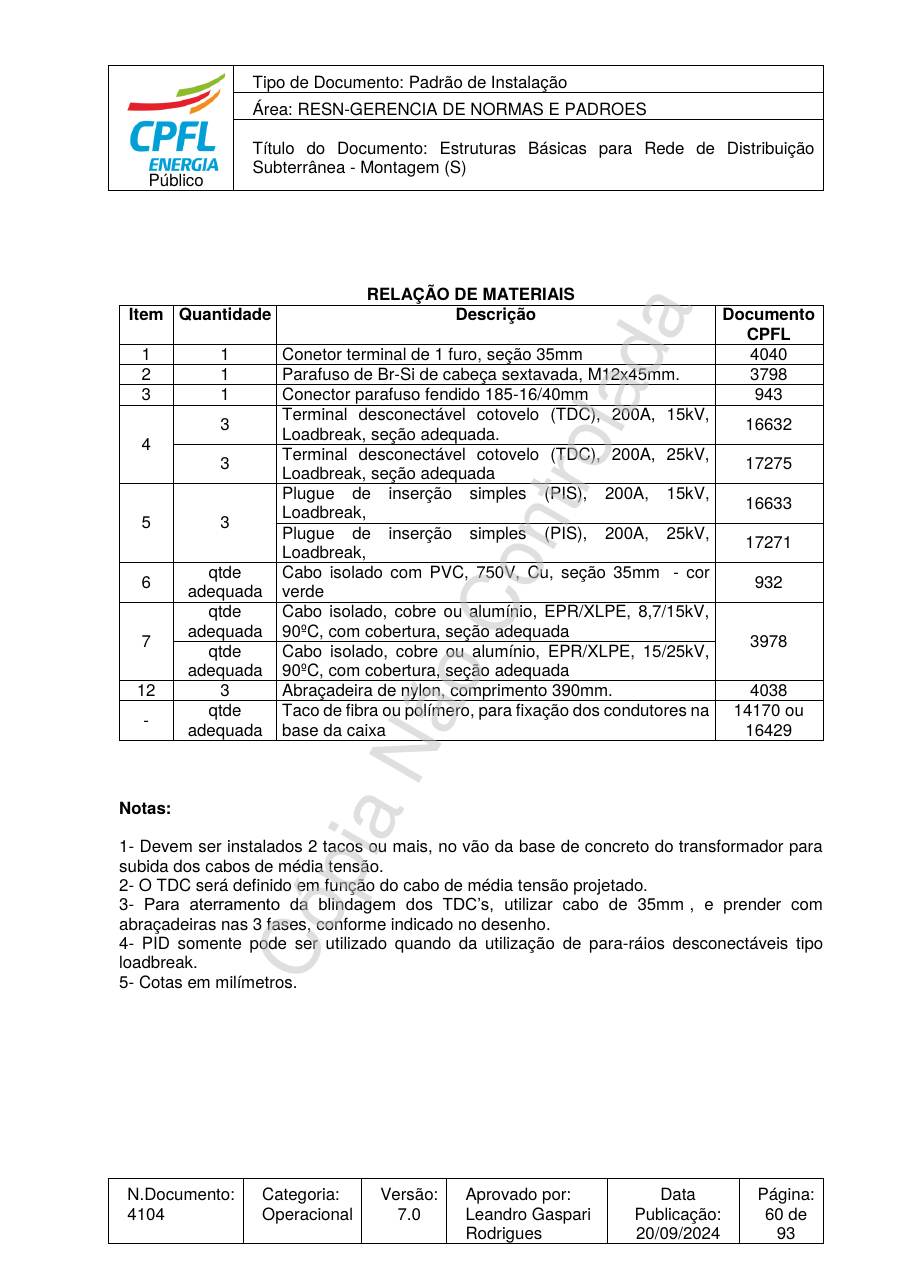 CPFL
ENERGIA
Público
Tipo de Documento: Padrão de Instalação
Área: RESN-GERENCIA DE NORMAS E PADROES
Título do Documento: Estruturas Básicas para Rede de Distribuição
Subterrânea - Montagem (S)
RELAÇÃO DE MATERIAIS
Item Quantidade Descrição Documento
CPFL
1 1 Conetor terminal de 1 furo, seção 35mm 4040
2 1 Parafuso de Br-Si de cabeça sextavada, M12x45mm. 3798
3 1 Conector parafuso fendido 185-16/40mm 943
4 3 Terminal desconectável cotovelo (TDC), 200A, 15kV,
Loadbreak, seção adequada. 16632
3 Terminal desconectável cotovelo (TDC), 200A, 25kV,
Loadbreak, seção adequada 17275
5 3 Plugue de inserção simples (PIS), 200A, 15kV,
Loadbreak, 16633
Plugue de inserção simples (PIS), 200A, 25kV,
Loadbreak, 17271
6 qtde adequada Cabo isolado com PVC, 750V, Cu, seção 35mm - cor
verde 932
7 qtde adequada Cabo isolado, cobre ou alumínio, EPR/XLPE, 8,7/15kV,
90ºC, com cobertura, seção adequada 3978
qtde adequada Cabo isolado, cobre ou alumínio, EPR/XLPE, 15/25kV,
90ºC, com cobertura, seção adequada
12 3 Abraçadeira de nylon, comprimento 390mm. 4038
- qtde adequada Taco de fibra ou polímero, para fixação dos condutores na
base da caixa 14170 ou 16429
Notas:
1- Devem ser instalados 2 tacos ou mais, no vão da base de concreto do transformador para
subida dos cabos de média tensão.
2- O TDC será definido em função do cabo de média tensão projetado.
3- Para aterramento da blindagem dos TDC's, utilizar cabo de 35mm , e prender com
abraçadeiras nas 3 fases, conforme indicado no desenho.
4- PID somente pode ser utilizado quando da utilização de para-ráios desconectáveis tipo
loadbreak.
5- Cotas em milímetros.
Cópia Não Controlada
N.Documento: Categoria: Versão: Aprovado por: Data Página:
4104 Operacional 7.0 Leandro Gaspari Publicação: 60 de
Rodrigues 20/09/2024 93